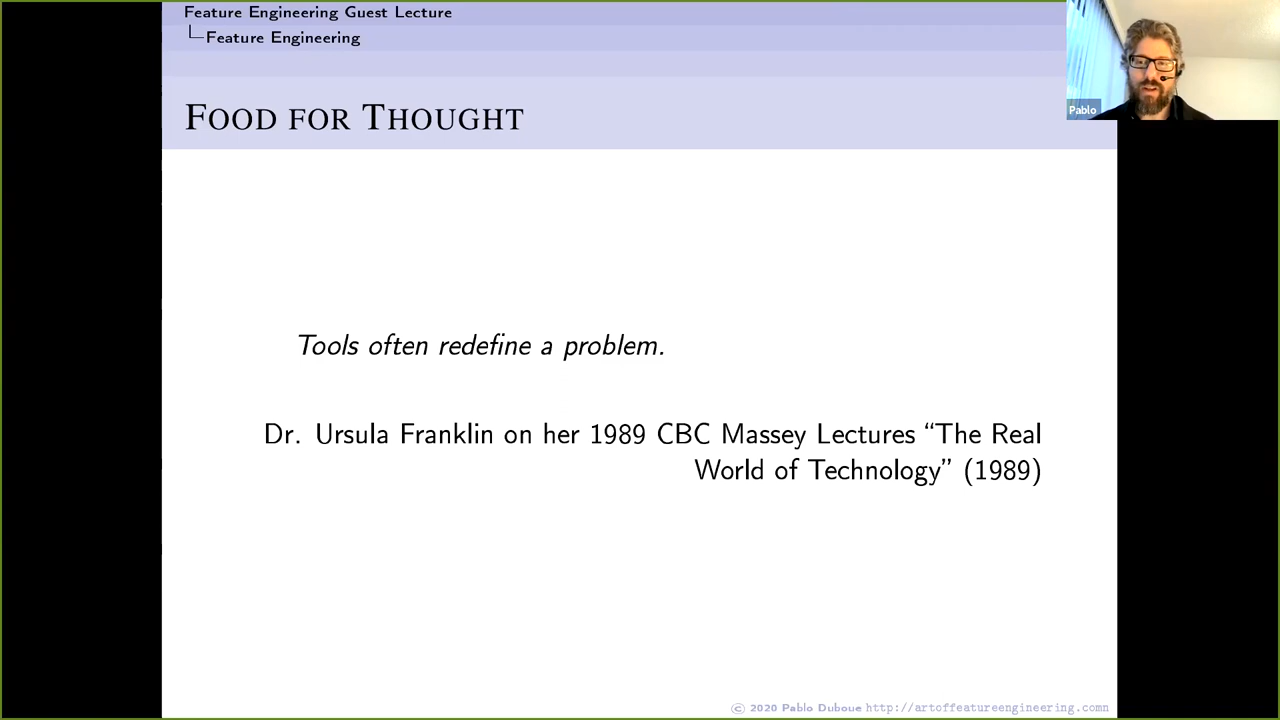 Feature Engineering Guest Lecture
Feature Engineering
FOOD FOR THOUGHT
Pablo
Tools often redefine a problem.
Dr. Ursula Franklin on her 1989 CBC Massey Lectures “The Real
World of Technology” (1989)
© 2020 Pablo Duboue http://artoffeatureengineering.comn